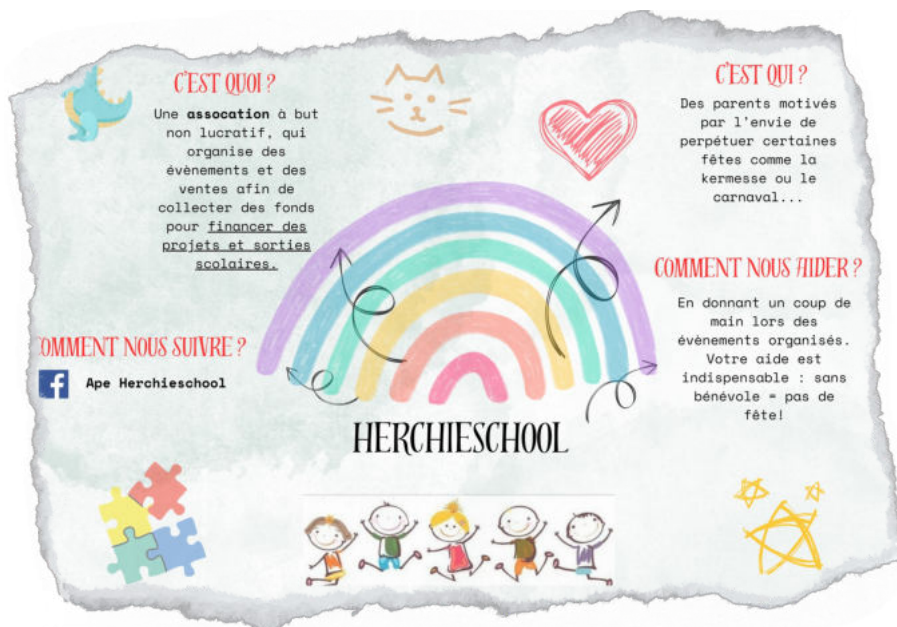 C'EST QUOI ?
Une assocation à but
non lucratif, qui
organise des
évènements et des
ventes afin de
collecter des fonds
pour financer des
projets et sorties
scolaires.
C'EST QUI ?
Des parents motivés
par l'envie de
perpétuer certaines
fêtes comme la
kermesse ou le
carnaval...
OMMENT NOUS SUIVRE ?
Ape Herchieschool
COMMENT NOUS AIDER ?
En donnant un coup de
main lors des
évènements organisés.
Votre aide est
indispensable : sans
bénévole = pas de
fête!
HERCHIESCHOOL